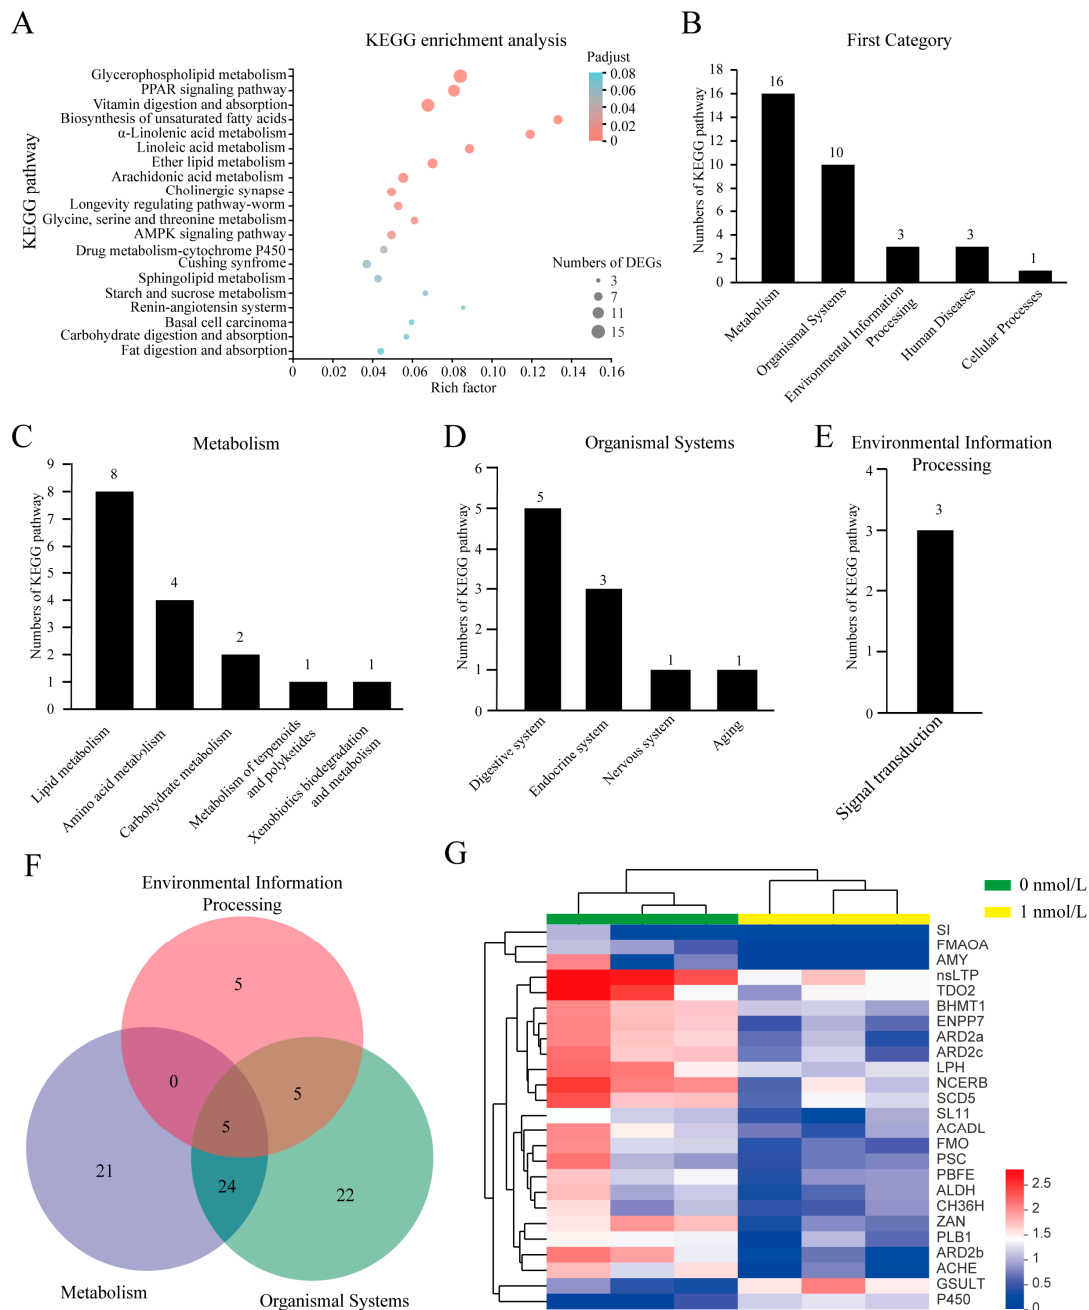 A
KEGG enrichment analysis
KEGG pathway
Glycerophospholipid metabolism
PPAR signaling pathway
Vitamin digestion and absorption
Biosynthesis of unsaturated fatty acids
α-Linolenic acid metabolism
Linoleic acid metabolism
Ether lipid metabolism
Arachidonic acid metabolism
Cholinergic synapse
Longevity regulating pathway-worm
Glycine, serine and threonine metabolism
AMPK signaling pathway
Drug metabolism-cytochrome P450
Cushing synfrome
Sphingolipid metabolism
Starch and sucrose metabolism
Renin-angiotensin systerm
Basal cell carcinoma
Carbohydrate digestion and absorption
Fat digestion and absorption
0 0.02 0.04 0.06 0.08 0.10 0.12 0.14 0.16
Rich factor
Padjust
0.08
0.06
0.04
0.02
0
Numbers of DEGs
3
7
11
15
B
First Category
Numbers of KEGG pathway
18
16
14
12
10
8
6
4
2
0
16
10
3
3
1
Metabolism
Organismal Systems
Environmental Information
Processing
Human Diseases
Cellular Processes
C
Metabolism
Numbers of KEGG pathway
9
8
7
6
5
4
3
2
1
0
8
4
2
1
1
Lipid metabolism
Amino acid metabolism
Carbohydrate metabolism
Metabolism of terpenoids
and polyketides
Xenobiotics biodegradation
and metabolism
D
Organismal Systems
Numbers of KEGG pathway
6
5
4
3
2
1
0
5
3
1
1
Digestive system
Endocrine system
Nervous system
Aging
E
Environmental Information
Processing
Numbers of KEGG pathway
4
3
2
1
0
3
Signal transduction
F
Environmental Information
Processing
5
0
5
5
21
24
22
Metabolism
Organismal Systems
G
0 nmol/L
1 nmol/L
SI
FMAOA
AMY
nsLTP
TDO2
BHMT1
ENPP7
ARD2a
ARD2c
LPH
NCERB
SCD5
SL11
ACADL
FMO
PSC
PBFE
ALDH
CH36H
ZAN
PLB1
ARD2b
ACHE
GSULT
P450
2.5
2
1.5
1
0.5
0